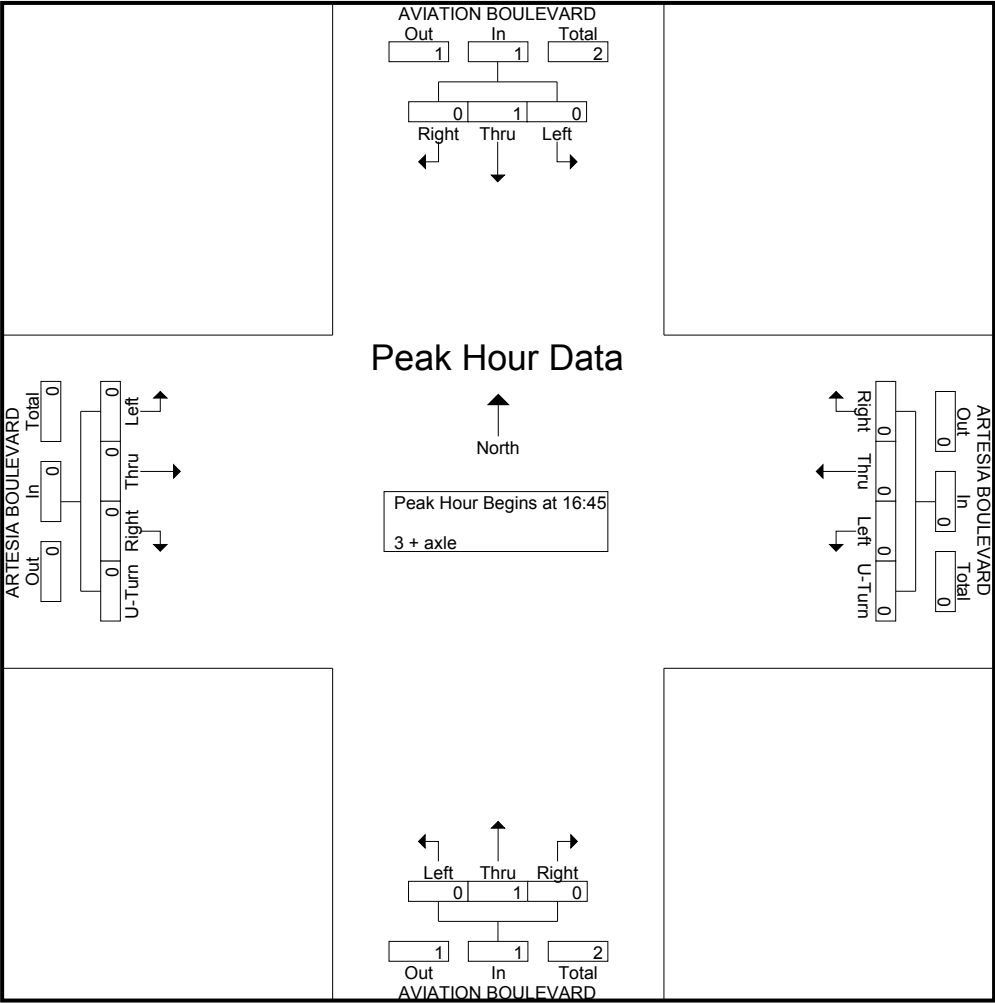 AVIATION BOULEVARD
Out In Total
1 1 2
0 1 0
Right Thru Left
Peak Hour Data
North
Peak Hour Begins at 16:45
3 + axle
ARTESIA BOULEVARD
Total In Out
0 0 0
0 0 0 0
Left Thru Right U-Turn
Right Thru Left U-Turn
0 0 0 0
0 0 0
Out In Total
ARTESIA BOULEVARD
Left Thru Right
0 1 0
1 1 2
Out In Total
AVIATION BOULEVARD